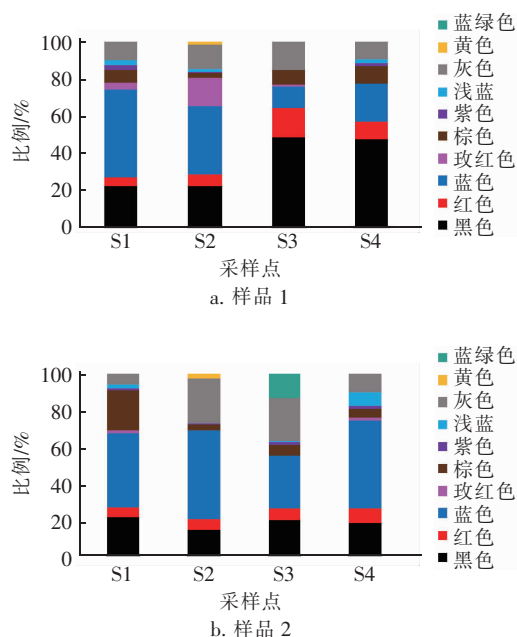 100
80
60
40
20
0
比例/%
S1 S2 S3 S4
采样点
a. 样品 1
蓝绿色
黄色
灰色
浅蓝
紫色
棕色
玫红色
蓝色
红色
黑色
100
80
60
40
20
0
比例/%
S1 S2 S3 S4
采样点
b. 样品 2
蓝绿色
黄色
灰色
浅蓝
紫色
棕色
玫红色
蓝色
红色
黑色